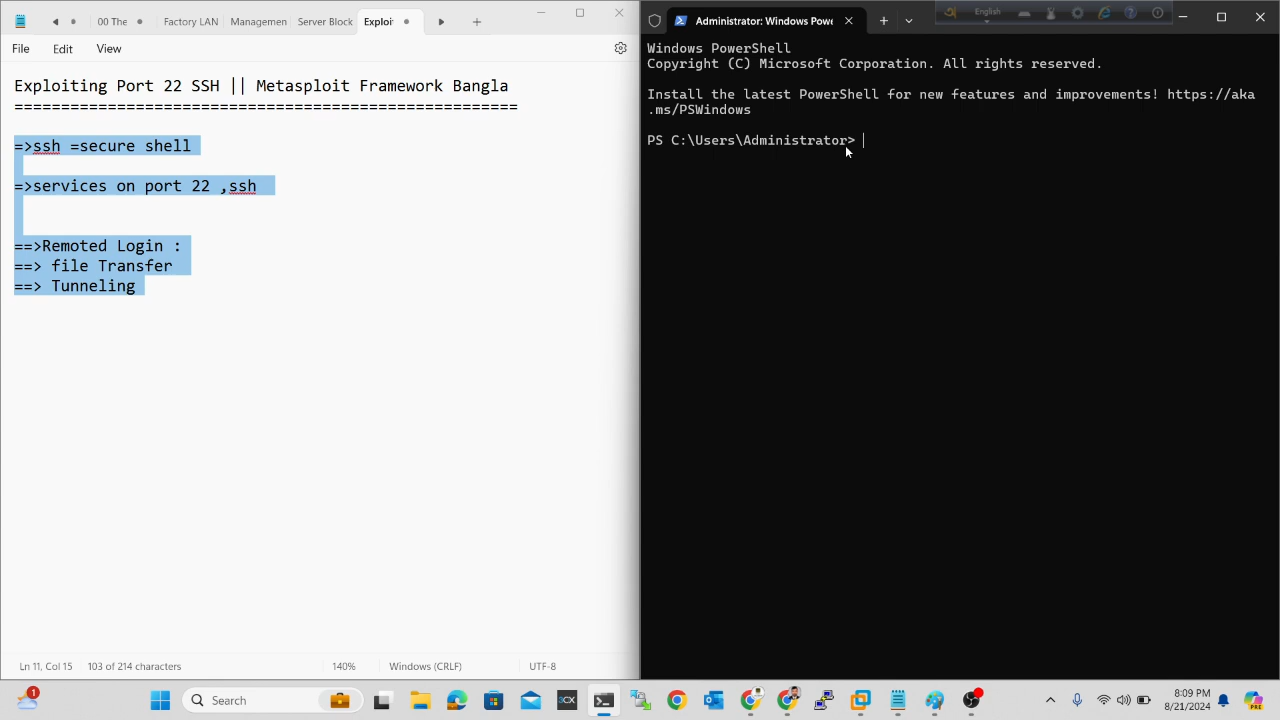 00 The
Factory LAN
Management
Server Block
Exploi
File
Edit
View
Exploiting Port 22 SSH || Metasploit Framework Bangla
=======================================================
=>ssh =secure shell
=>services on port 22 ,ssh
==>Remoted Login :
==> file Transfer
==> Tunneling
Ln 11, Col 15
103 of 214 characters
140%
Windows (CRLF)
UTF-8
Administrator: Windows Powe
English
Windows PowerShell
Copyright (C) Microsoft Corporation. All rights reserved.
Install the latest PowerShell for new features and improvements! https://aka
.ms/PSWindows
PS C:\Users\Administrator>
1
Search
3CX
8:09 PM
8/21/2024
PRE